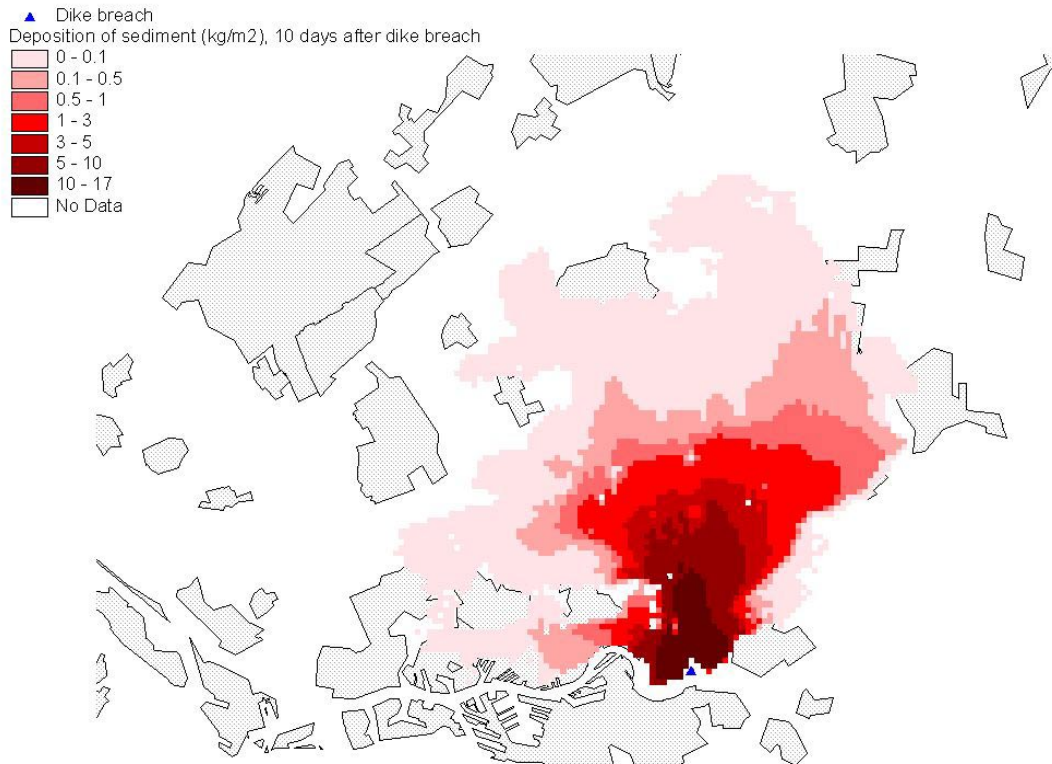 Dike breach
Deposition of sediment (kg/m2), 10 days after dike breach
0 - 0.1
0.1 - 0.5
0.5 - 1
1 - 3
3 - 5
5 - 10
10 - 17
No Data